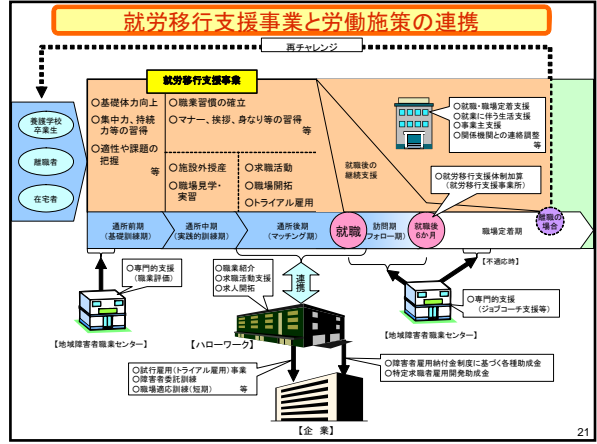 就労移行支援事業と労働施策の連携
再チャレンジ
就労移行支援事業
養護学校
卒業生
離職者
在宅者
○基礎体力向上
○集中力、持続
力等の習得
○適性や課題の
把握
等
○職業習慣の確立
○マナー、挨拶、身なり等の習得
等
○施設外授産
○職場見学・
実習
○求職活動
○職場開拓
○トライアル雇用
就職後の
継続支援
○就職・職場定着支援
○就業に伴う生活支援
○事業主支援
○関係機関との連絡調整
等
○就労移行支援体制加算
(就労移行支援事業所)
通所前期
(基礎訓練期)
通所中期
(実践的訓練期)
通所後期
(マッチング期)
就職
訪問期
(フォロー期)
就職後
6か月
職場定着期
離職の
場合
【不適応時】
○専門的支援
(職業評価)
【地域障害者職業センター】
○職業紹介
○求職活動支援
○求人開拓
連携
【ハローワーク】
○専門的支援
(ジョブコーチ支援等)
【地域障害者職業センター】
○試行雇用(トライアル雇用)事業
○障害者委託訓練
○職場適応訓練(短期) 等
○障害者雇用納付金制度に基づく各種助成金
○特定求職者雇用開発助成金
【企 業】
21